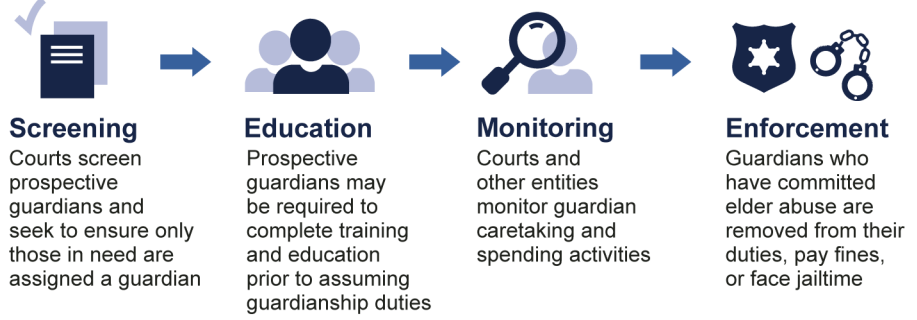 Screening
Courts screen
prospective
guardians and
seek to ensure only
those in need are
assigned a guardian
Education
Prospective
guardians may
be required to
complete training
and education
prior to assuming
guardianship duties
Monitoring
Courts and
other entities
monitor guardian
caretaking and
spending activities
Enforcement
Guardians who
have committed
elder abuse are
removed from their
duties, pay fines,
or face jailtime